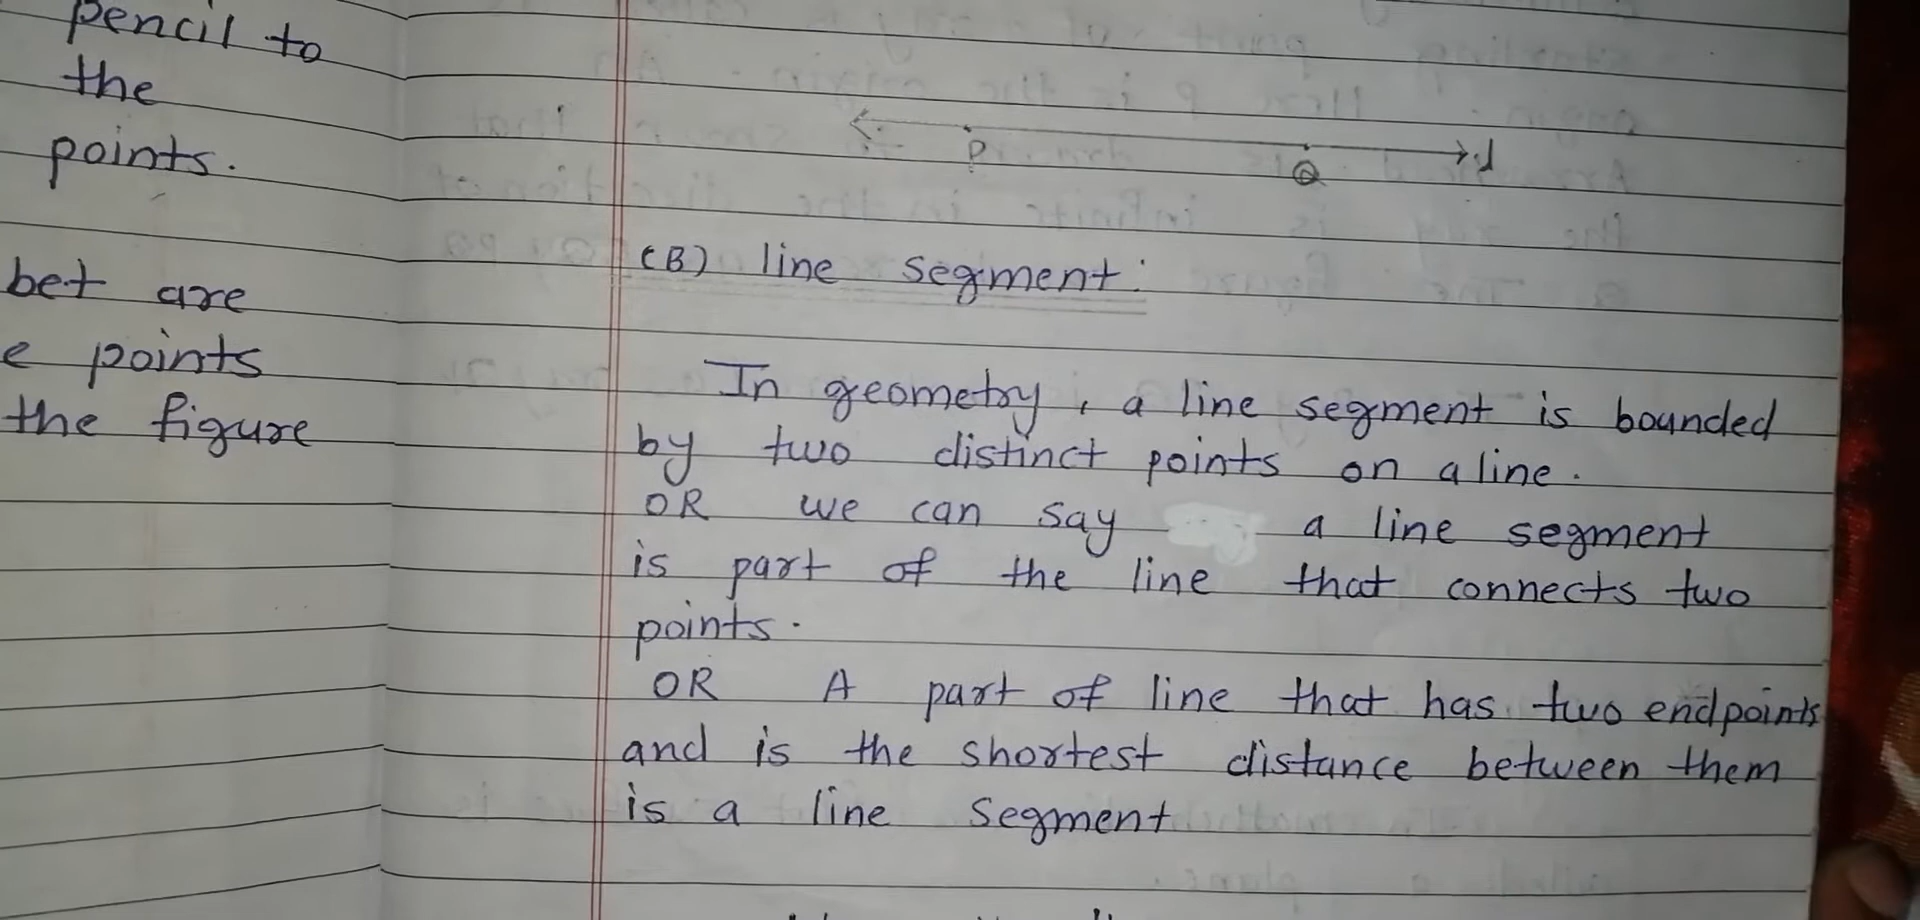 pencil to
the
points.
bet are
e points
the figure
P
Q
l
(B) line segment:
In geometry, a line segment is bounded
by two distinct points on a line.
OR we can say a line segment
is part of the line that connects two
points.
OR A part of line that has two endpoints
and is the shortest distance between them
is a line segment